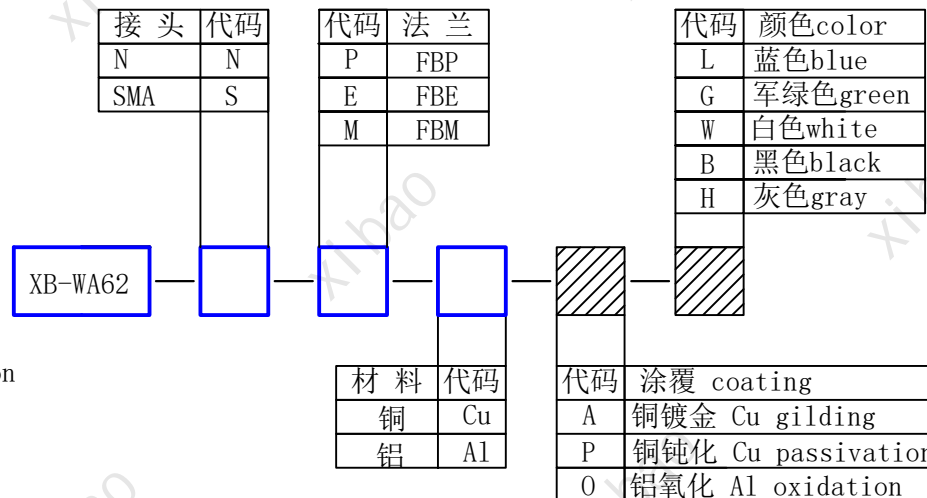 接 头 代码
N N
SMA S
代码 法 兰
P FBP
E FBE
M FBM
代码 颜色color
L 蓝色blue
G 军绿色green
W 白色white
B 黑色black
H 灰色gray
XB-WA62 — — — — —
on
材 料 代码
铜 Cu
铝 Al
代码 涂覆 coating
A 铜镀金 Cu gilding
P 铜钝化 Cu passivation
O 铝氧化 Al oxidation
xibao